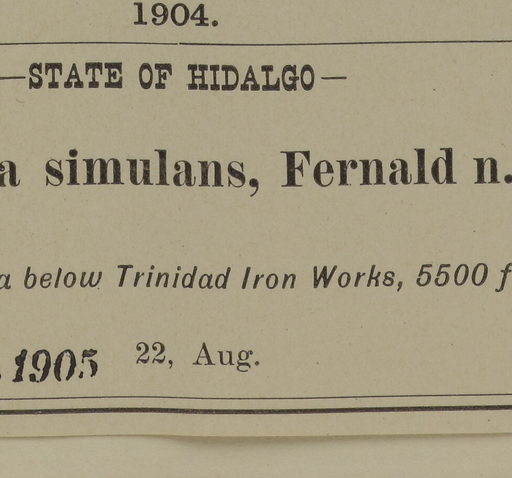 1904.
—STATE OF HIDALGO—
a simulans, Fernald n.
a below Trinidad Iron Works, 5500 f
1905 22, Aug.